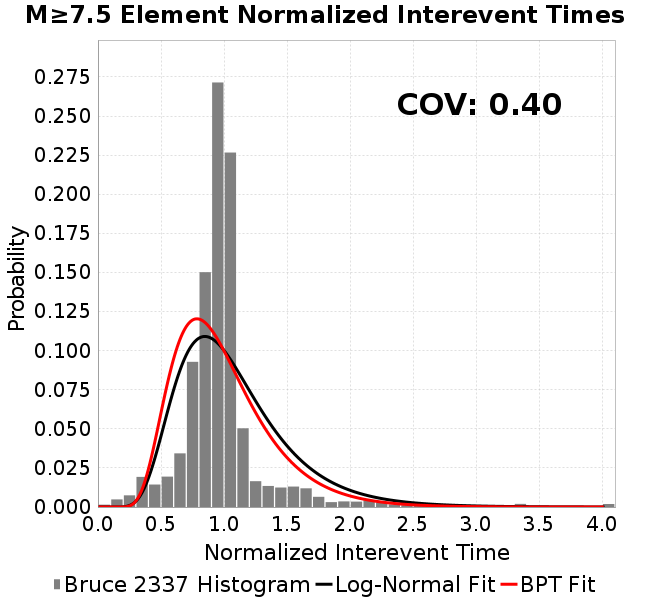 M≥7.5 Element Normalized Interevent Times
COV: 0.40
Probability
0.275
0.250
0.225
0.200
0.175
0.150
0.125
0.100
0.075
0.050
0.025
0.000
0.0 0.5 1.0 1.5 2.0 2.5 3.0 3.5 4.0
Normalized Interevent Time
Bruce 2337 Histogram Log-Normal Fit BPT Fit